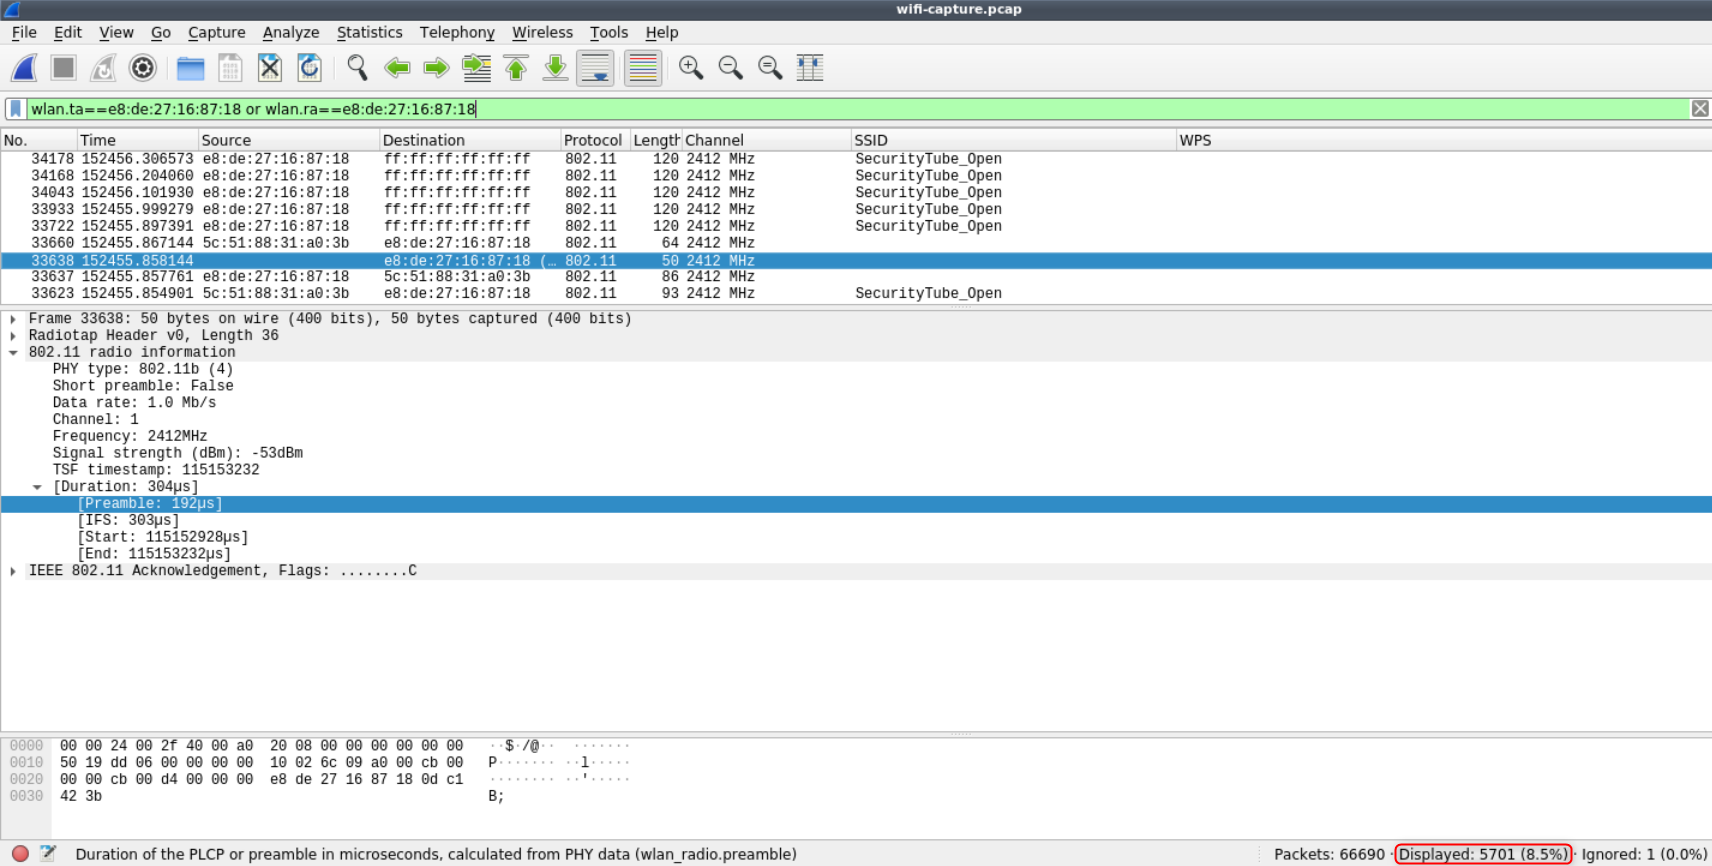 wifi-capture.pcap
File Edit View Go Capture Analyze Statistics Telephony Wireless Tools Help
wlan.ta==e8:de:27:16:87:18 or wlan.ra==e8:de:27:16:87:18
No. Time Source Destination Protocol Length Channel SSID WPS
34178 152456.306573 e8:de:27:16:87:18 ff:ff:ff:ff:ff:ff 802.11 120 2412 MHz SecurityTube_Open
34168 152456.204060 e8:de:27:16:87:18 ff:ff:ff:ff:ff:ff 802.11 120 2412 MHz SecurityTube_Open
34043 152456.101930 e8:de:27:16:87:18 ff:ff:ff:ff:ff:ff 802.11 120 2412 MHz SecurityTube_Open
33933 152455.999279 e8:de:27:16:87:18 ff:ff:ff:ff:ff:ff 802.11 120 2412 MHz SecurityTube_Open
33722 152455.897391 e8:de:27:16:87:18 ff:ff:ff:ff:ff:ff 802.11 120 2412 MHz SecurityTube_Open
33660 152455.867144 5c:51:88:31:a0:3b e8:de:27:16:87:18 802.11 64 2412 MHz
33638 152455.858144 e8:de:27:16:87:18 (… 802.11 50 2412 MHz
33637 152455.857761 e8:de:27:16:87:18 5c:51:88:31:a0:3b 802.11 86 2412 MHz
33623 152455.854901 5c:51:88:31:a0:3b e8:de:27:16:87:18 802.11 93 2412 MHz SecurityTube_Open
Frame 33638: 50 bytes on wire (400 bits), 50 bytes captured (400 bits)
Radiotap Header v0, Length 36
802.11 radio information
PHY type: 802.11b (4)
Short preamble: False
Data rate: 1.0 Mb/s
Channel: 1
Frequency: 2412MHz
Signal strength (dBm): -53dBm
TSF timestamp: 115153232
[Duration: 304µs]
[Preamble: 192µs]
[IFS: 303µs]
[Start: 115152928µs]
[End: 115153232µs]
IEEE 802.11 Acknowledgement, Flags: ........C
0000 00 00 24 00 2f 40 00 a0 20 08 00 00 00 00 00 00 ··$·/@·· ·······
0010 50 19 dd 06 00 00 00 00 10 02 6c 09 a0 00 cb 00 P······· ··l·····
0020 00 00 cb 00 d4 00 00 00 e8 de 27 16 87 18 0d c1 ········ ··'·····
0030 42 3b B;
Duration of the PLCP or preamble in microseconds, calculated from PHY data (wlan_radio.preamble) Packets: 66690 · Displayed: 5701 (8.5%) · Ignored: 1 (0.0%)